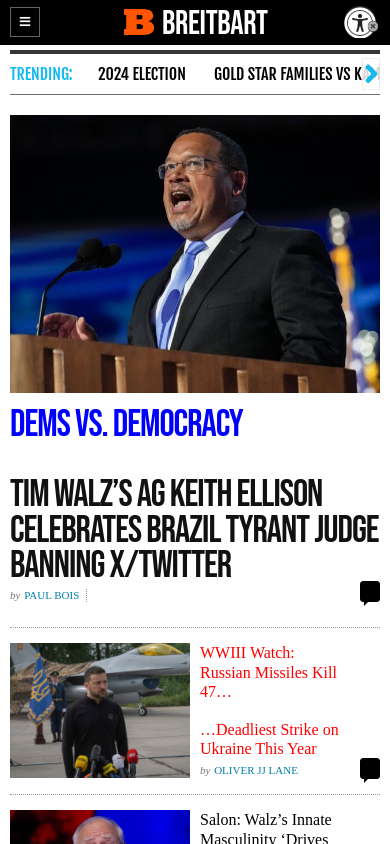 BREITBART
TRENDING:
2024 ELECTION
GOLD STAR FAMILIES VS K
DEMS VS. DEMOCRACY
TIM WALZ’S AG KEITH ELLISON
CELEBRATES BRAZIL TYRANT JUDGE
BANNING X/TWITTER
by PAUL BOIS
WWIII Watch:
Russian Missiles Kill
47…
…Deadliest Strike on
Ukraine This Year
by OLIVER JJ LANE
Salon: Walz’s Innate
Masculinity ‘Drives